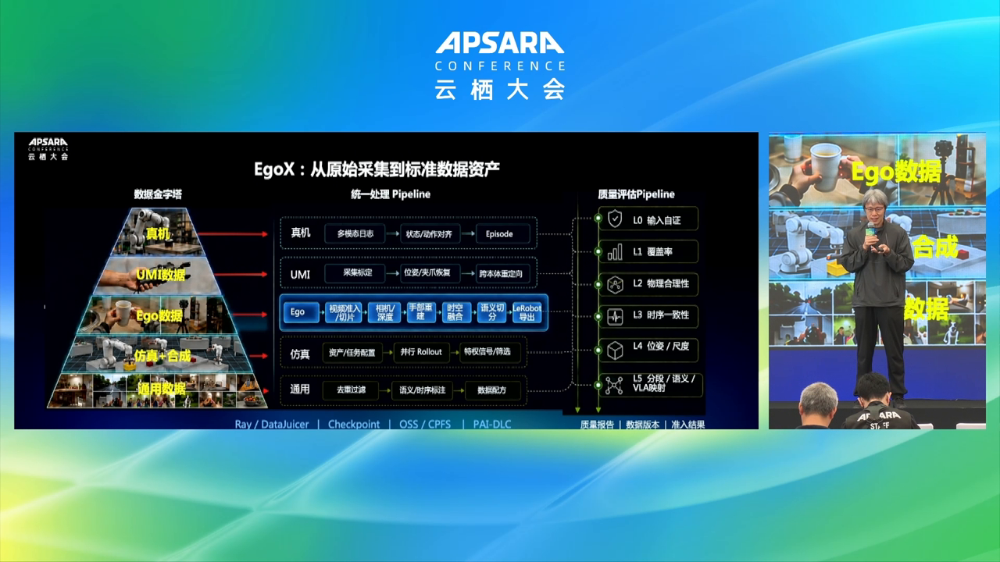 APSARA
CONFERENCE
云栖大会
APSARA
CONFERENCE
云栖大会
EgoX：从原始采集到标准数据资产
数据金字塔
统一处理 Pipeline
质量评估Pipeline
真机
UMI数据
Ego数据
仿真+合成
通用数据
真机
多模态日志
状态/动作对齐
Episode
UMI
采集标定
位姿/夹爪恢复
跨本体重定向
Ego
视频准入
/切片
相机/
深度
手部重
建
时空
融合
语义切
分
LeRobot
导出
仿真
资产/任务配置
并行 Rollout
特权信号/筛选
通用
去重过滤
语义/时序标注
数据配方
L0 输入自证
L1 覆盖率
L2 物理合理性
L3 时序一致性
L4 位姿 / 尺度
L5 分段 / 语义 /
VLA映射
Ray / DataJuicer | Checkpoint | OSS / CPFS | PAI-DLC
质量报告 | 数据版本 | 准入结果
Ego数据
合成
数据